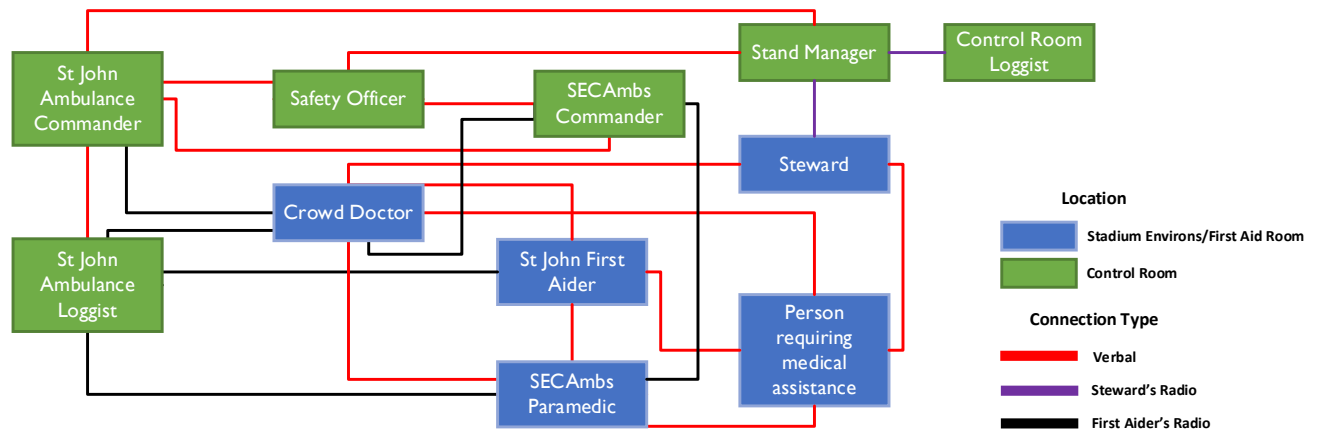 St John
Ambulance
Commander
Safety Officer
SECAmbs
Commander
Stand Manager
Control Room
Loggist
Steward
Crowd Doctor
St John
Ambulance
Loggist
St John First
Aider
SECAmbs
Paramedic
Person
requiring
medical
assistance
Location
Stadium Environs/First Aid Room
Control Room
Connection Type
Verbal
Steward's Radio
First Aider's Radio